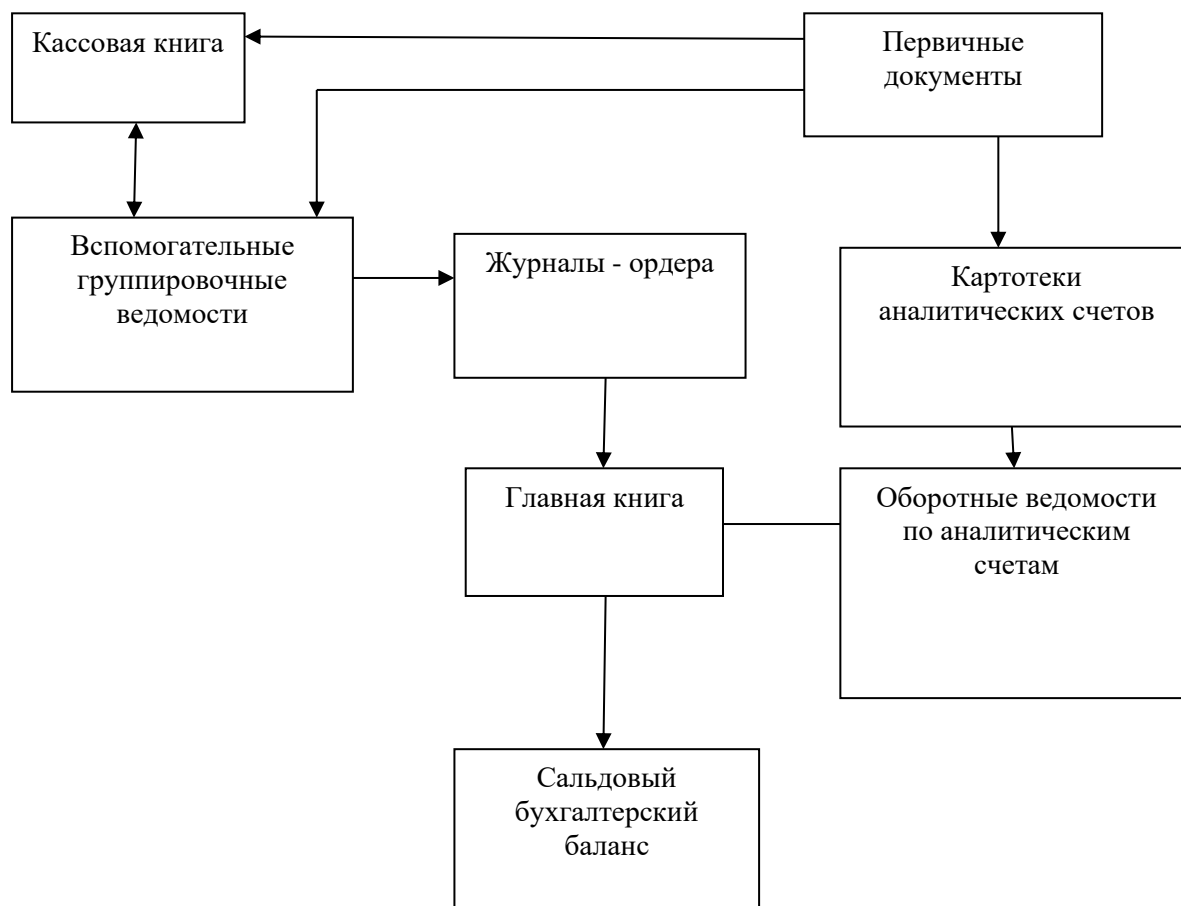 Кассовая книга
Первичные
документы
Вспомогательные
группировочные
ведомости
Журналы - ордера
Картотеки
аналитических счетов
Главная книга
Оборотные ведомости
по аналитическим
счетам
Сальдовый
бухгалтерский
баланс